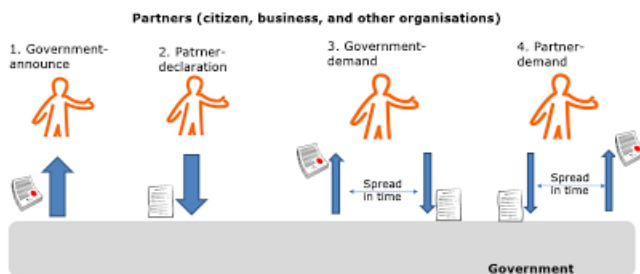 Partners (citizen, business, and other organisations)
1. Government-
announce
2. Patrner-
declaration
3. Government-
demand
4. Partner-
demand
Spread
in time
Spread
in time
Government